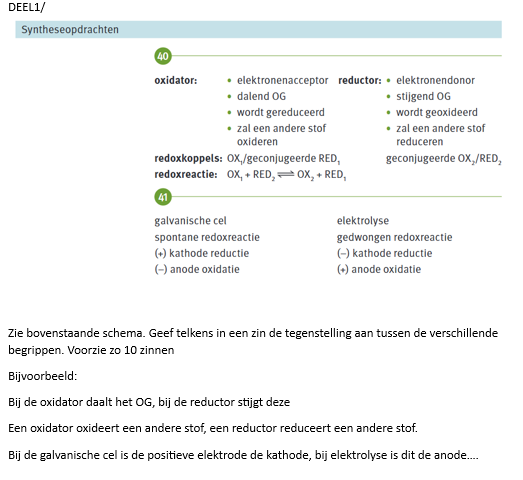 DEEL1/
Syntheseopdrachten
40
oxidator: • elektronenacceptor reductor: • elektronendonor
• dalend OG • stijgend OG
• wordt gereduceerd • wordt geoxideerd
• zal een andere stof • zal een andere stof
oxideren reduceren
redoxkoppels: OX₁/geconjugeerde RED₁ geconjugeerde OX₂/RED₂
redoxreactie: OX₁ + RED₂ ⇌ OX₂ + RED₁
41
galvanische cel elektrolyse
spontane redoxreactie gedwongen redoxreactie
(+) kathode reductie (–) kathode reductie
(–) anode oxidatie (+) anode oxidatie
Zie bovenstaande schema. Geef telkens in een zin de tegenstelling aan tussen de verschillende
begrippen. Voorzie zo 10 zinnen
Bijvoorbeeld:
Bij de oxidator daalt het OG, bij de reductor stijgt deze
Een oxidator oxideert een andere stof, een reductor reduceert een andere stof.
Bij de galvanische cel is de positieve elektrode de kathode, bij elektrolyse is dit de anode....